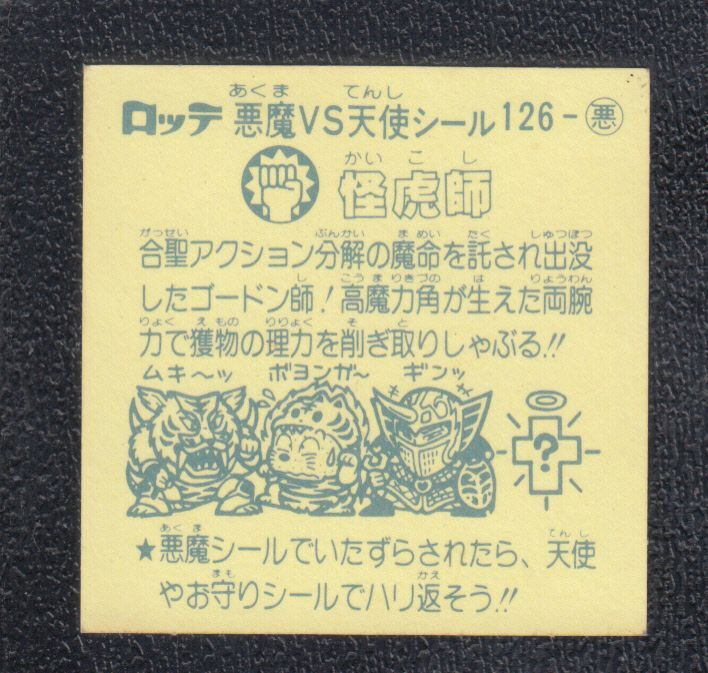 ロッテ 悪魔VS天使シール 126-悪
あくま てんし
怪虎師
かいこし
合聖アクション分解の魔命を託され出没
がっせい ぶんかい まめい たく しゅつぼつ
したゴードン師!高魔力角が生えた両腕
し こうまりきづの は りょうわん
力で獲物の理力を削ぎ取りしゃぶる!!
りょく えもの りりょく そ と
ムキ〜ッ ボヨンガ〜 ギンッ
?
★悪魔シールでいたずらされたら、天使
あくま てんし
やお守りシールでハリ返そう!!
まも かえ